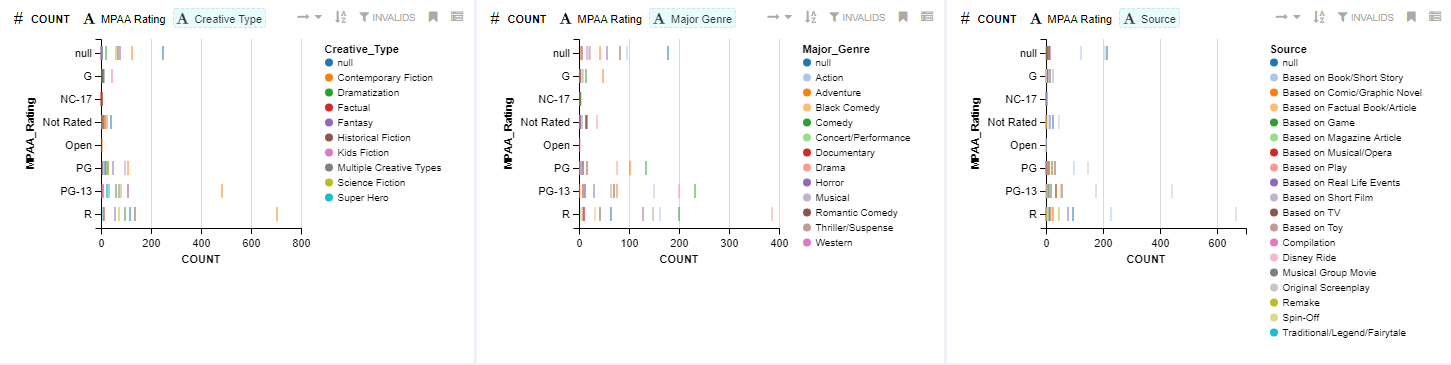 # COUNT A MPAA Rating A Creative Type INVALIDS
Creative_Type
null
Contemporary Fiction
Dramatization
Factual
Fantasy
Historical Fiction
Kids Fiction
Multiple Creative Types
Science Fiction
Super Hero
MPAA_Rating
null
G
NC-17
Not Rated
Open
PG
PG-13
R
0 200 400 600 800
COUNT
# COUNT A MPAA Rating A Major Genre INVALIDS
Major_Genre
null
Action
Adventure
Black Comedy
Comedy
Concert/Performance
Documentary
Drama
Horror
Musical
Romantic Comedy
Thriller/Suspense
Western
MPAA_Rating
null
G
NC-17
Not Rated
Open
PG
PG-13
R
0 100 200 300 400
COUNT
# COUNT A MPAA Rating A Source INVALIDS
Source
null
Based on Book/Short Story
Based on Comic/Graphic Novel
Based on Factual Book/Article
Based on Game
Based on Magazine Article
Based on Musical/Opera
Based on Play
Based on Real Life Events
Based on Short Film
Based on TV
Based on Toy
Compilation
Disney Ride
Musical Group Movie
Original Screenplay
Remake
Spin-Off
Traditional/Legend/Fairytale
MPAA_Rating
null
G
NC-17
Not Rated
Open
PG
PG-13
R
0 200 400 600
COUNT